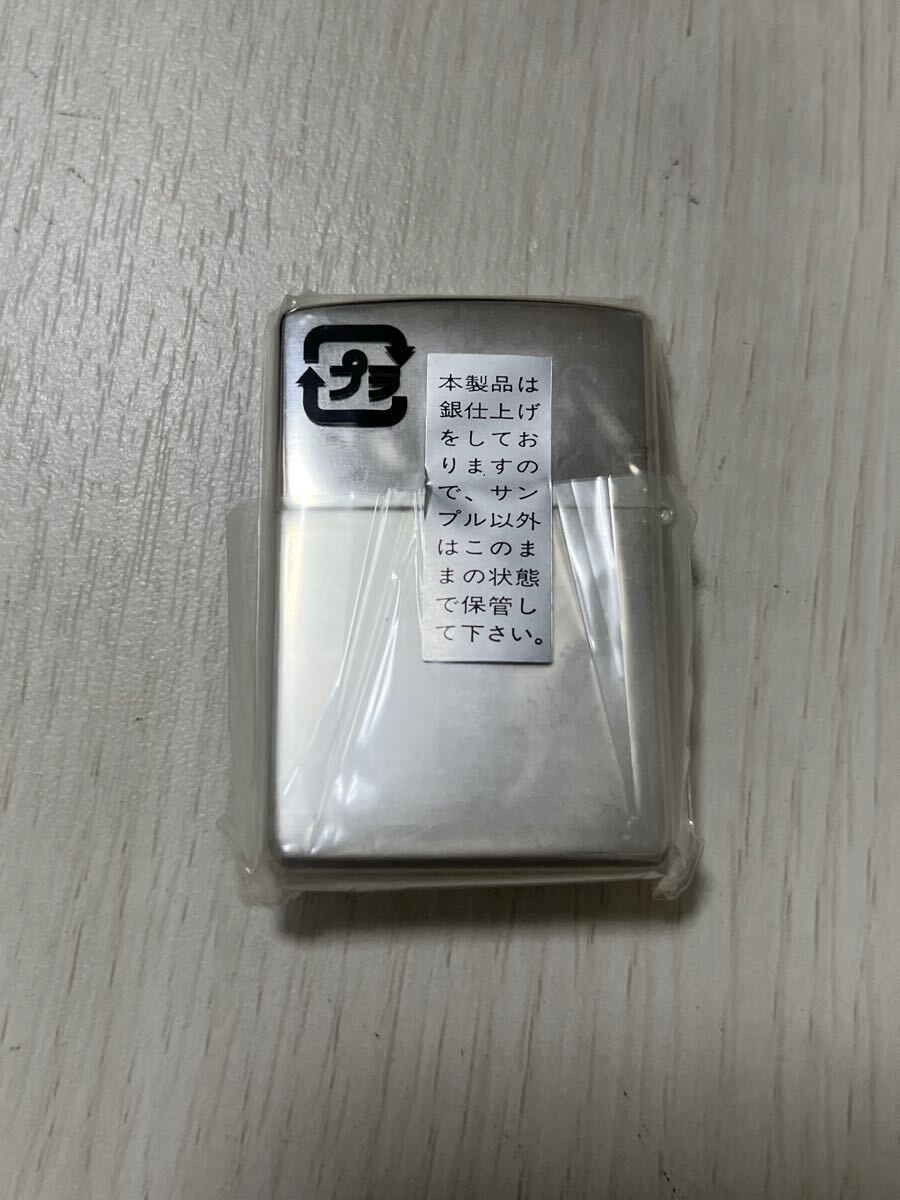 プラ
本製品は
銀仕上げ
をしてお
りますの
で、サン
プル以外
はこのま
まの状態
で保管し
て下さい。